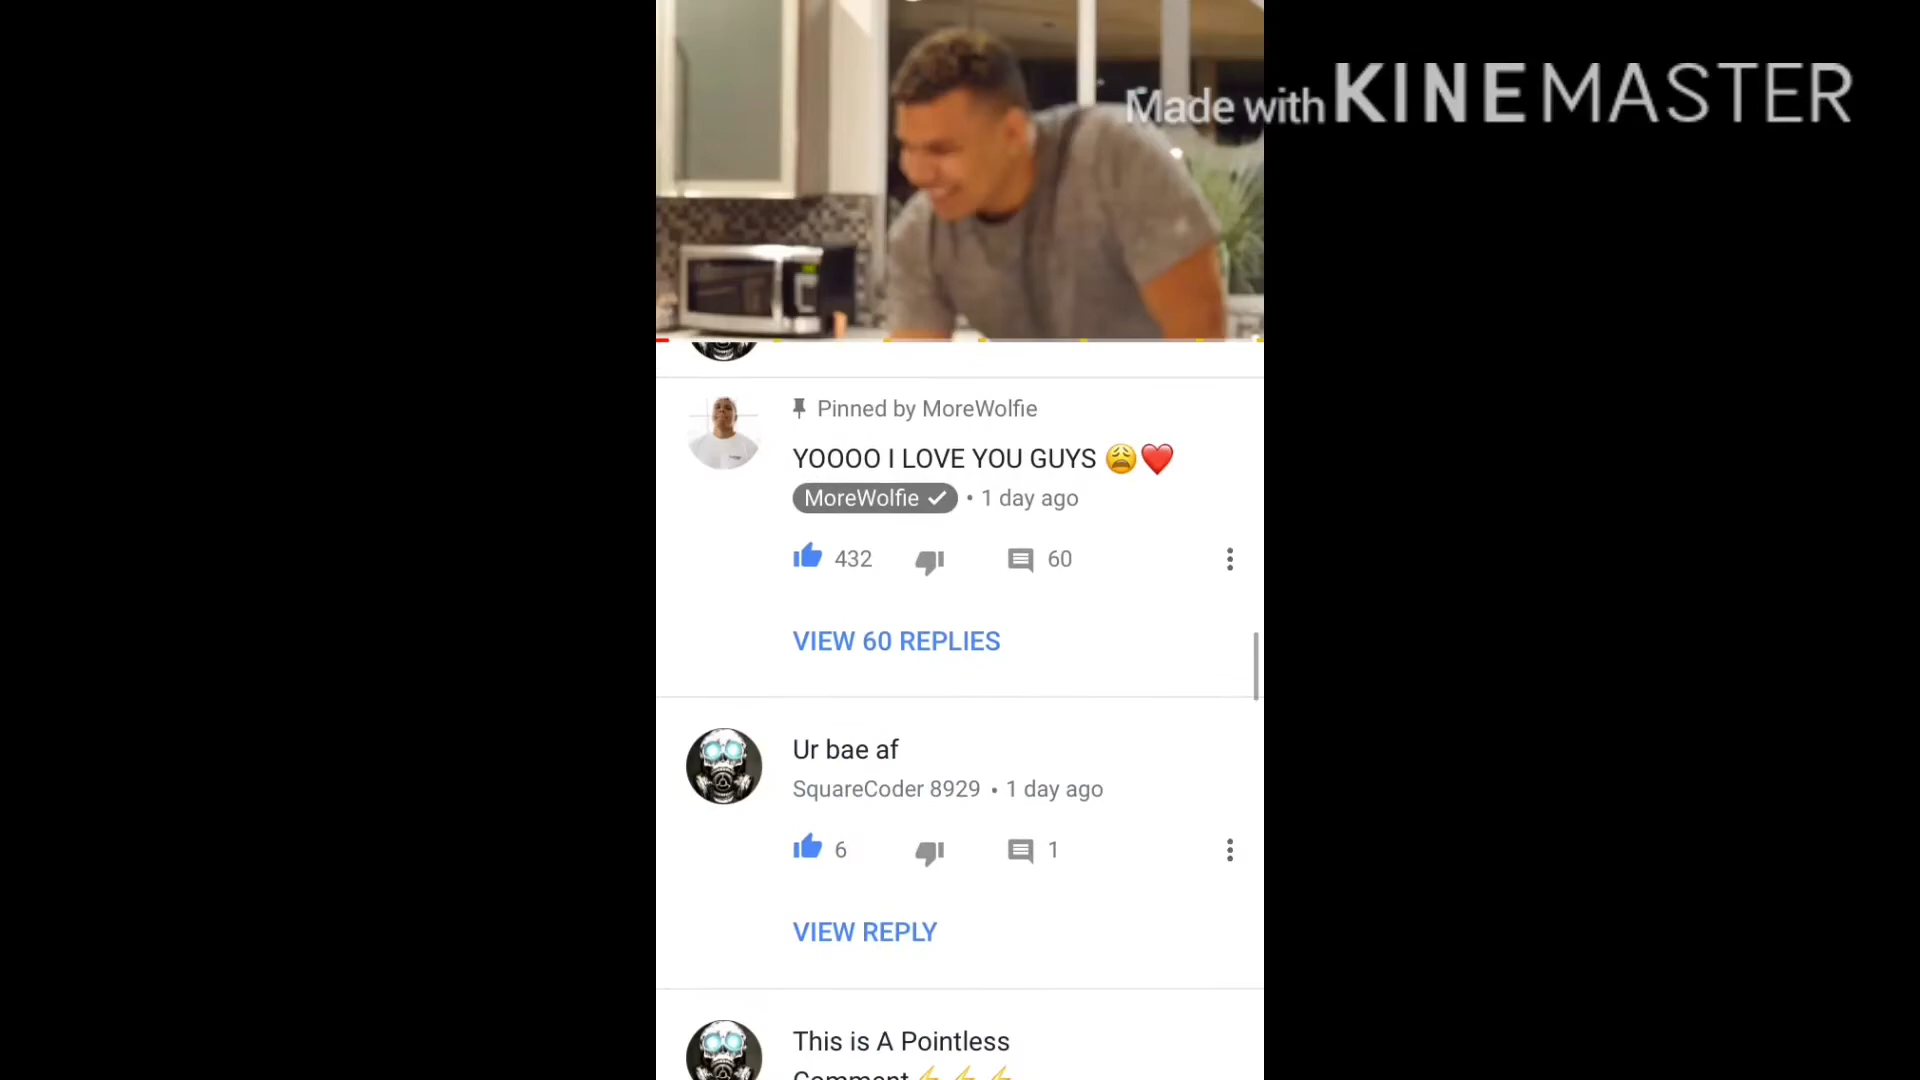 Made with KINEMASTER
Pinned by MoreWolfie
YOOOO I LOVE YOU GUYS 😩❤️
MoreWolfie ✓ • 1 day ago
432 60
VIEW 60 REPLIES
Ur bae af
SquareCoder 8929 • 1 day ago
6 1
VIEW REPLY
This is A Pointless
Comment ⚡⚡⚡